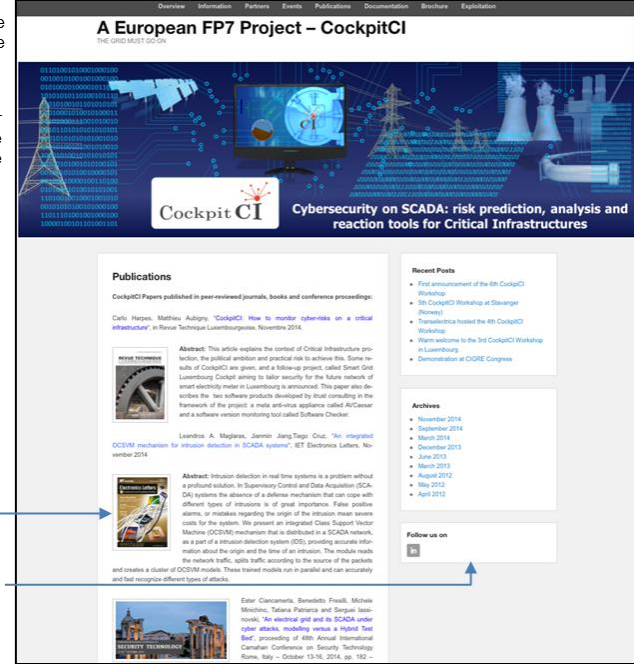 Overview Information Partners Events Publications Documentation Brochure Exploitation
A European FP7 Project – CockpitCI
THE GRID MUST GO ON
CockpitCI
Cybersecurity on SCADA: risk prediction, analysis and
reaction tools for Critical Infrastructures
Publications
CockpitCI Papers published in peer-reviewed journals, books and conference proceedings:
Carlo Harpes, Matthieu Aubigny, "CockpitCI: How to monitor cyber-risks on a critical
infrastructure", in Revue Technique Luxembourgeoise, Novembre 2014.
REVUE TECHNIQUE
Abstract: This article explains the context of Critical Infrastructure pro-
tection, the political ambition and practical risk to achieve this. Some re-
sults of CockpitCI are given, and a follow-up project, called Smart Grid
Luxembourg Cockpit aiming to tailor security for the future network of
smart electricity meter in Luxembourg is announced. This paper also de-
scribes the two software products developed by itrust consulting in the
framework of the project: a meta anti-virus appliance called AVCaesar
and a software version monitoring tool called Software Checker.
Leandros A. Maglaras, Jianmin Jiang,Tiago Cruz, "An integrated
OCSVM mechanism for intrusion detection in SCADA systems", IET Electronics Letters, No-
vember 2014
Electronics Letters
Abstract: Intrusion detection in real time systems is a problem without
a profound solution. In Supervisory Control and Data Acquisition (SCA-
DA) systems the absence of a defense mechanism that can cope with
different types of intrusions is of great importance. False positive
alarms, or mistakes regarding the origin of the intrusion mean severe
costs for the system. We present an integrated Class Support Vector
Machine (OCSVM) mechanism that is distributed in a SCADA network,
as a part of a intrusion detection system (IDS), providing accurate infor-
mation about the origin and the time of an intrusion. The module reads
the network traffic, splits traffic according to the source of the packets
and creates a cluster of OCSVM models. These trained models run in parallel and can accurately
and fast recognize different types of attacks.
SECURITY TECHNOLOGY
Ester Ciancamerla, Benedetto Fresilli, Michele
Minichino, Tatiana Patriarca and Serguei Iassi-
novski, "An electrical grid and its SCADA under
cyber attacks, modelling versus a Hybrid Test
Bed", proceeding of 48th Annual International
Carnahan Conference on Security Technology
Rome, Italy – October 13-16, 2014, pp. 182 –
Recent Posts
First announcement of the 6th CockpiCI
Workshop
5th CockpitCI Workshop at Stavanger
(Norway)
Transelectrica hosted the 4th CockpitCI
Workshop
Warm welcome to the 3rd CockpitCI Workshop
in Luxembourg
Demonstration at CIGRE Congress
Archives
November 2014
September 2014
March 2014
December 2013
June 2013
March 2013
August 2012
May 2012
April 2012
Follow us on
in